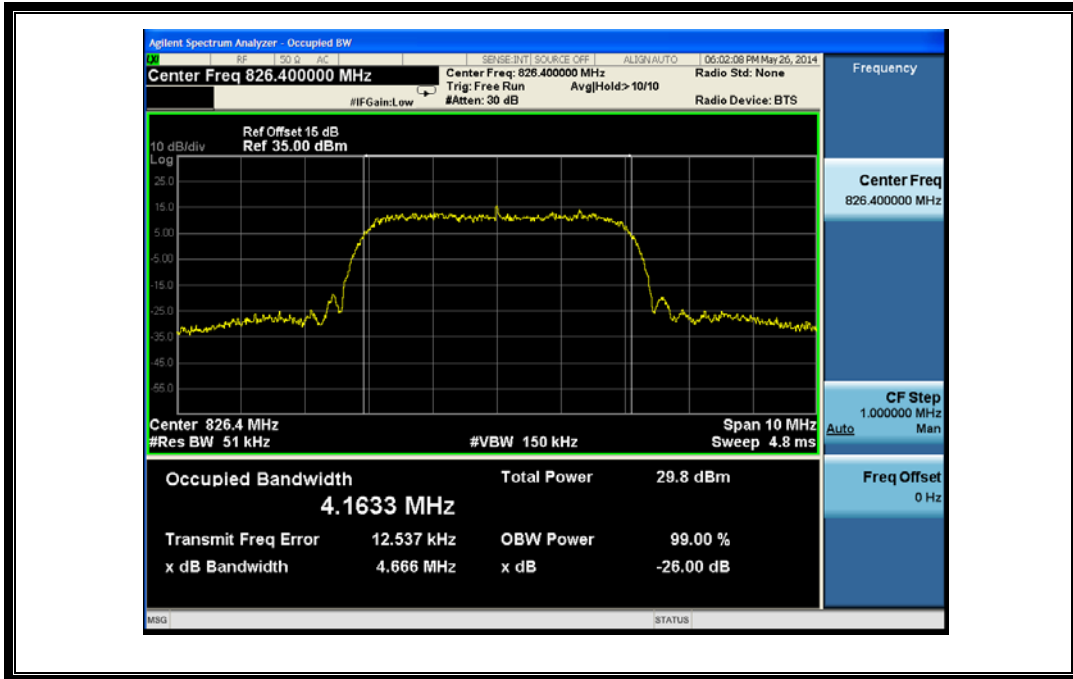 Agilent Spectrum Analyzer - Occupied BW
LXI RF 50 Ω AC SENSE:INT SOURCE OFF ALIGN AUTO 06:02:08 PM May 26, 2014
Center Freq 826.400000 MHz
Center Freq: 826.400000 MHz
Radio Std: None
Trig: Free Run
Avg|Hold:> 10/10
#IFGain:Low
#Atten: 30 dB
Radio Device: BTS
Ref Offset 15 dB
10 dB/div Ref 35.00 dBm
Log
25.0
15.0
5.00
-5.00
-15.0
-25.0
-35.0
-45.0
-55.0
Center 826.4 MHz
Span 10 MHz
#Res BW 51 kHz
#VBW 150 kHz
Sweep 4.8 ms
Occupied Bandwidth
Total Power 29.8 dBm
4.1633 MHz
Transmit Freq Error 12.537 kHz
OBW Power 99.00 %
x dB Bandwidth 4.666 MHz
x dB -26.00 dB
MSG
STATUS
Frequency
Center Freq
826.400000 MHz
CF Step
1.000000 MHz
Auto Man
Freq Offset
0 Hz